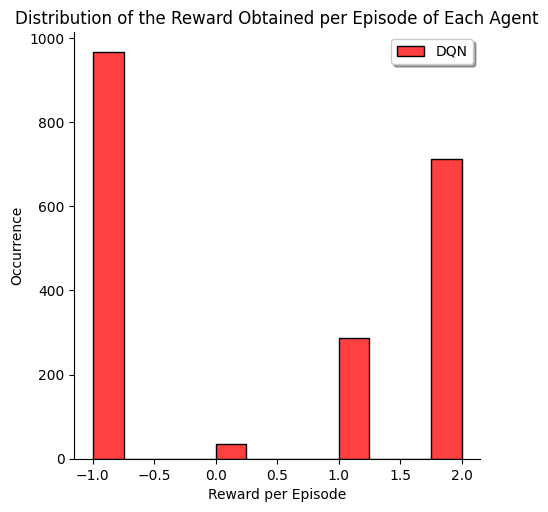 Distribution of the Reward Obtained per Episode of Each Agent
DQN
Occurrence
1000
800
600
400
200
0
−1.0 −0.5 0.0 0.5 1.0 1.5 2.0
Reward per Episode